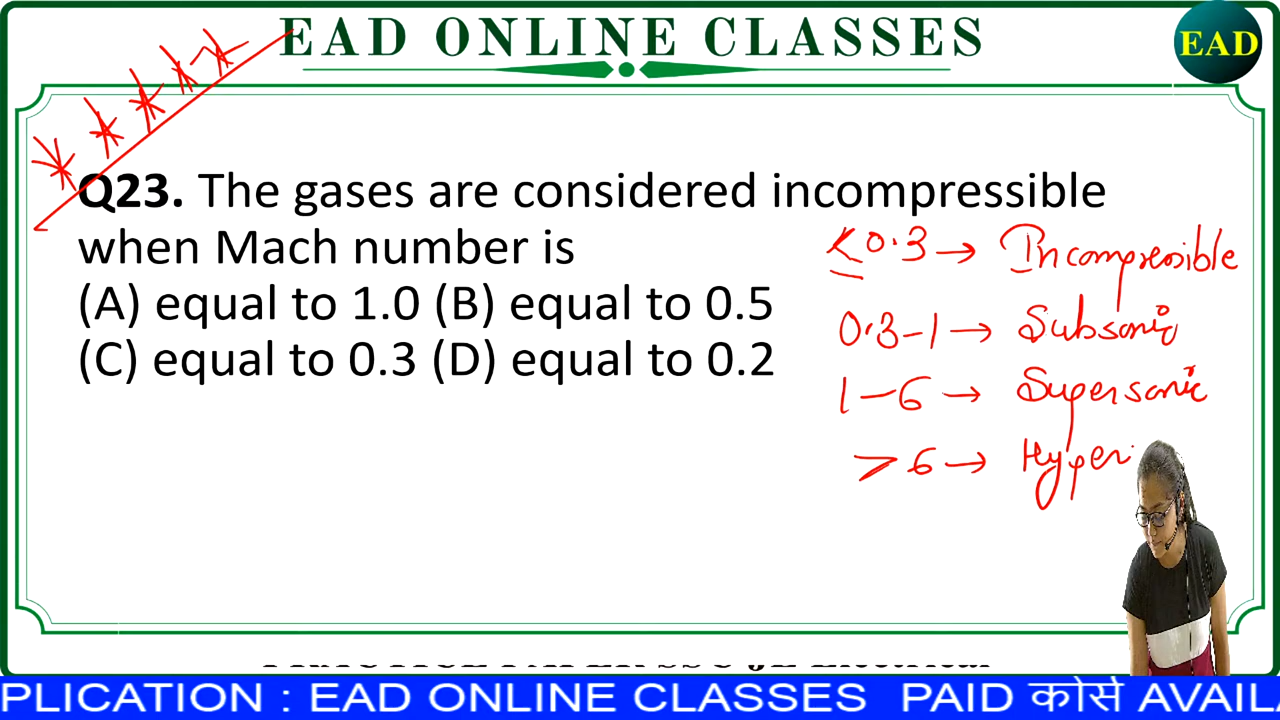 EAD ONLINE CLASSES
EAD
Q23. The gases are considered incompressible
when Mach number is
(A) equal to 1.0 (B) equal to 0.5
(C) equal to 0.3 (D) equal to 0.2
< 0.3 → Incompressible
0.3 - 1 → Subsonic
1 - 6 → Supersonic
> 6 → Hyper
PLICATION : EAD ONLINE CLASSES PAID कोर्स AVAILA